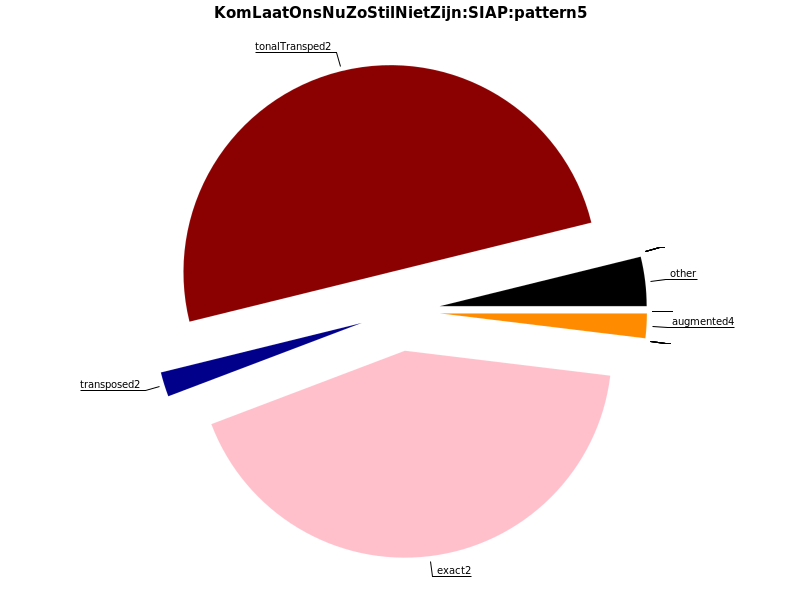 KomLaatOnsNuZoStilNietZijn:SIAP:pattern5
tonalTransped2
other
augmented4
transposed2
exact2